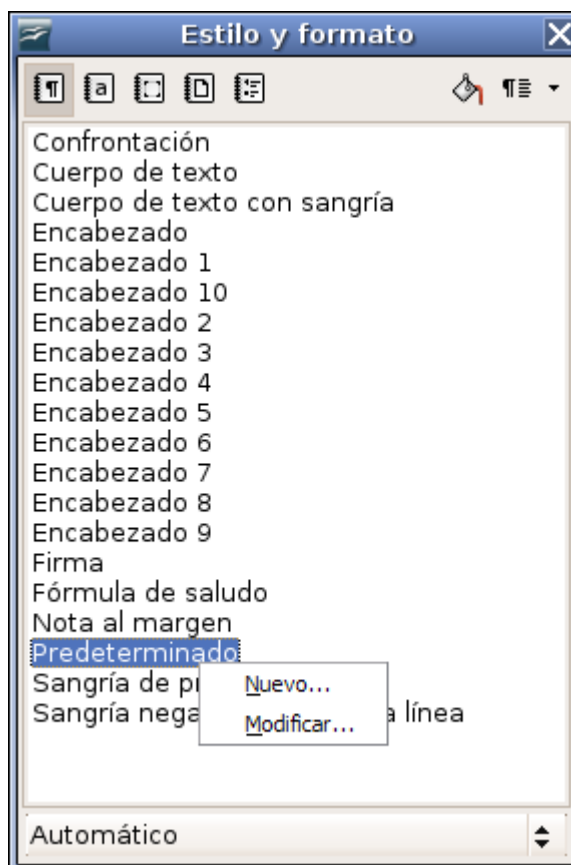 Estilo y formato
Confrontación
Cuerpo de texto
Cuerpo de texto con sangría
Encabezado
Encabezado 1
Encabezado 10
Encabezado 2
Encabezado 3
Encabezado 4
Encabezado 5
Encabezado 6
Encabezado 7
Encabezado 8
Encabezado 9
Firma
Fórmula de saludo
Nota al margen
Predeterminado
Sangría de p
Nuevo...
Sangría nega a línea
Modificar...
Automático